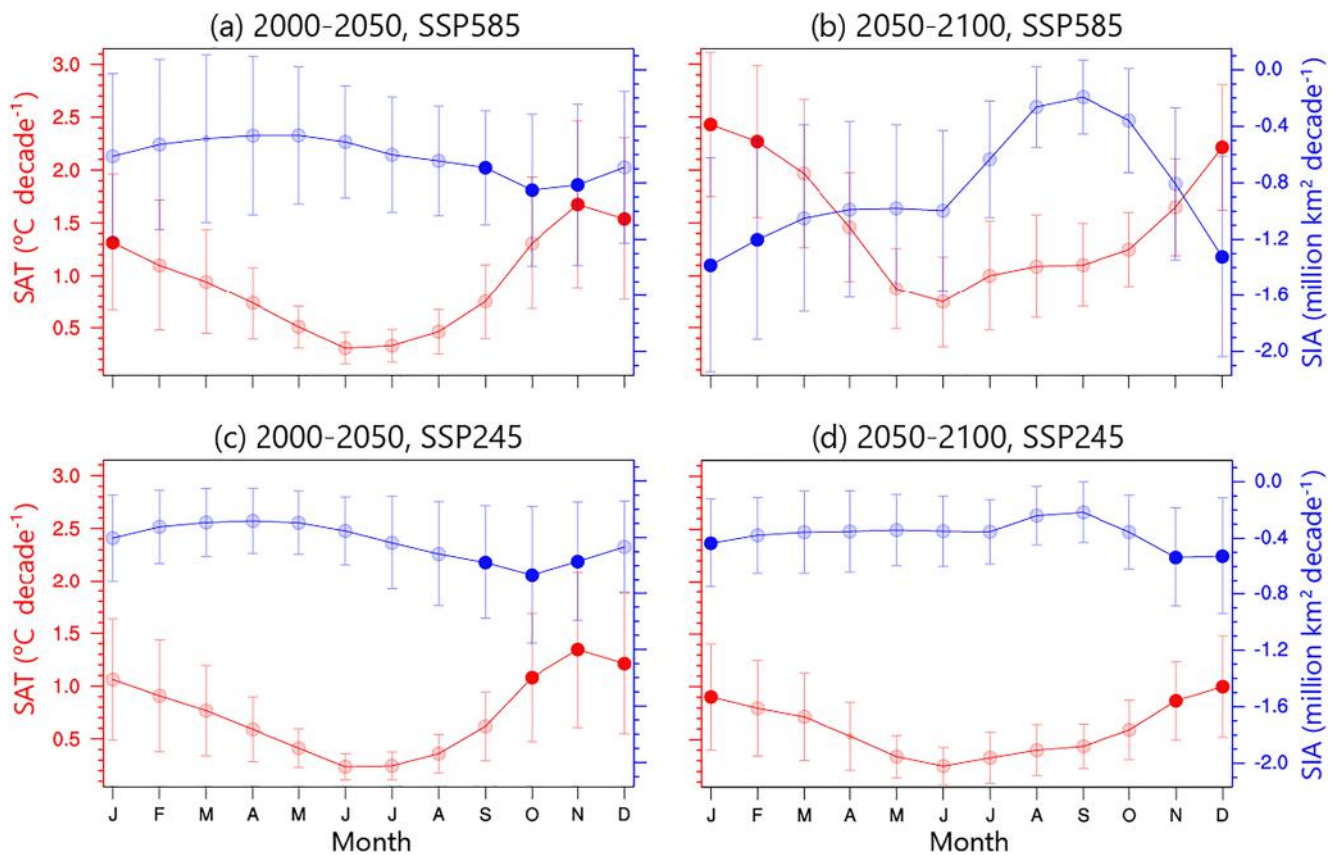 (a) 2000-2050, SSP585
(b) 2050-2100, SSP585
SAT (°C decade⁻¹)
3.0
2.5
2.0
1.5
1.0
0.5
0.0
-0.4
-0.8
-1.2
-1.6
-2.0
SIA (million km² decade⁻¹)
(c) 2000-2050, SSP245
(d) 2050-2100, SSP245
SAT (°C decade⁻¹)
3.0
2.5
2.0
1.5
1.0
0.5
0.0
-0.4
-0.8
-1.2
-1.6
-2.0
SIA (million km² decade⁻¹)
J F M A M J J A S O N D
J F M A M J J A S O N D
Month
Month